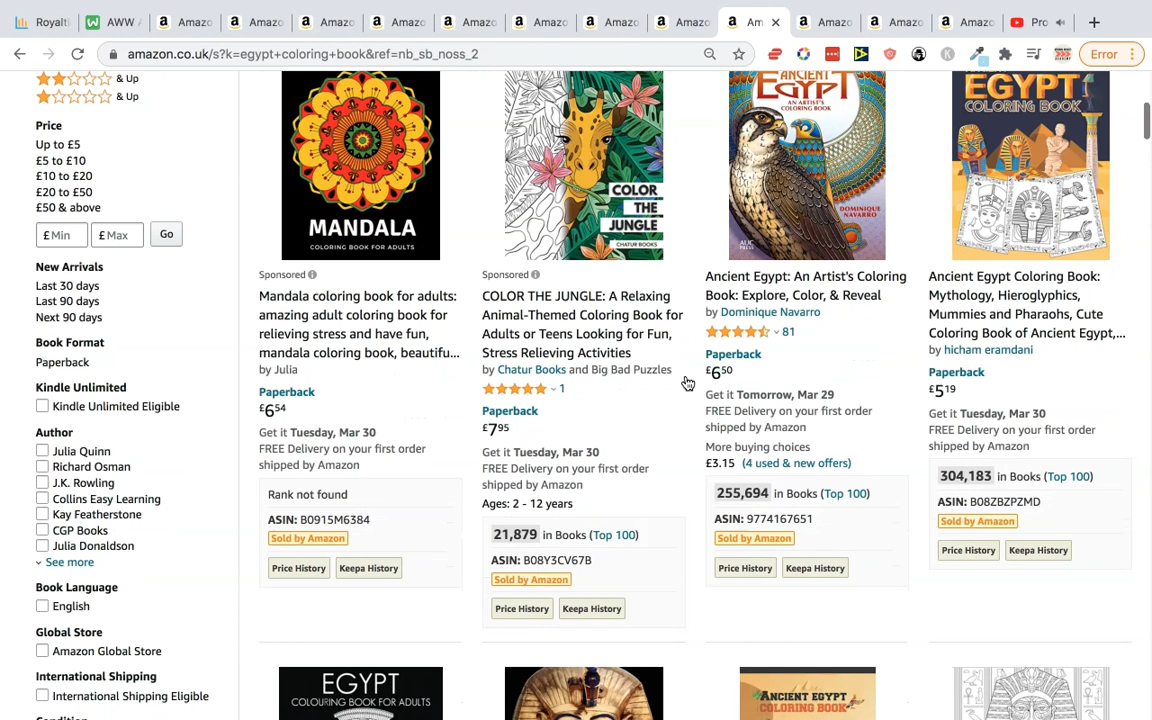 Royalti
AWW A
Amazo
Amazo
Amazo
Amazo
Amazo
Amazo
Amazo
Amazo
Am
Amazo
Amazo
Amazo
Pro
amazon.co.uk/s?k=egypt+coloring+book&ref=nb_sb_noss_2
Error
& Up
& Up
Price
Up to £5
£5 to £10
£10 to £20
£20 to £50
£50 & above
£ Min
£ Max
Go
New Arrivals
Last 30 days
Last 90 days
Next 90 days
Book Format
Paperback
Kindle Unlimited
Kindle Unlimited Eligible
Author
Julia Quinn
Richard Osman
J.K. Rowling
Collins Easy Learning
Kay Featherstone
CGP Books
Julia Donaldson
See more
Book Language
English
Global Store
Amazon Global Store
International Shipping
International Shipping Eligible
Condition
MANDALA
COLORING BOOK FOR ADULTS
Sponsored
Mandala coloring book for adults:
amazing adult coloring book for
relieving stress and have fun,
mandala coloring book, beautifu...
by Julia
Paperback
£6 54
Get it Tuesday, Mar 30
FREE Delivery on your first order
shipped by Amazon
Rank not found
ASIN: B0915M6384
Sold by Amazon
Price History
Keepa History
COLOR
THE
JUNGLE
CHATUR BOOKS
Sponsored
COLOR THE JUNGLE: A Relaxing
Animal-Themed Coloring Book for
Adults or Teens Looking for Fun,
Stress Relieving Activities
by Chatur Books and Big Bad Puzzles
1
Paperback
£7 95
Get it Tuesday, Mar 30
FREE Delivery on your first order
shipped by Amazon
Ages: 2 - 12 years
21,879 in Books (Top 100)
ASIN: B08Y3CV67B
Sold by Amazon
Price History
Keepa History
ANCIENT
EGYPT
AN ARTIST'S
COLORING BOOK
DOMINIQUE
NAVARRO
Ancient Egypt: An Artist's Coloring
Book: Explore, Color, & Reveal
by Dominique Navarro
81
Paperback
£6 50
Get it Tomorrow, Mar 29
FREE Delivery on your first order
shipped by Amazon
More buying choices
£3.15 (4 used & new offers)
255,694 in Books (Top 100)
ASIN: 9774167651
Sold by Amazon
Price History
Keepa History
EGYPT
COLORING BOOK
Ancient Egypt Coloring Book:
Mythology, Hieroglyphics,
Mummies and Pharaohs, Cute
Coloring Book of Ancient Egypt,...
by hicham eramdani
Paperback
£5 19
Get it Tuesday, Mar 30
FREE Delivery on your first order
shipped by Amazon
304,183 in Books (Top 100)
ASIN: B08ZBZPZMD
Sold by Amazon
Price History
Keepa History
EGYPT
COLOURING BOOK FOR ADULTS
ANCIENT EGYPT
COLORING BOOK